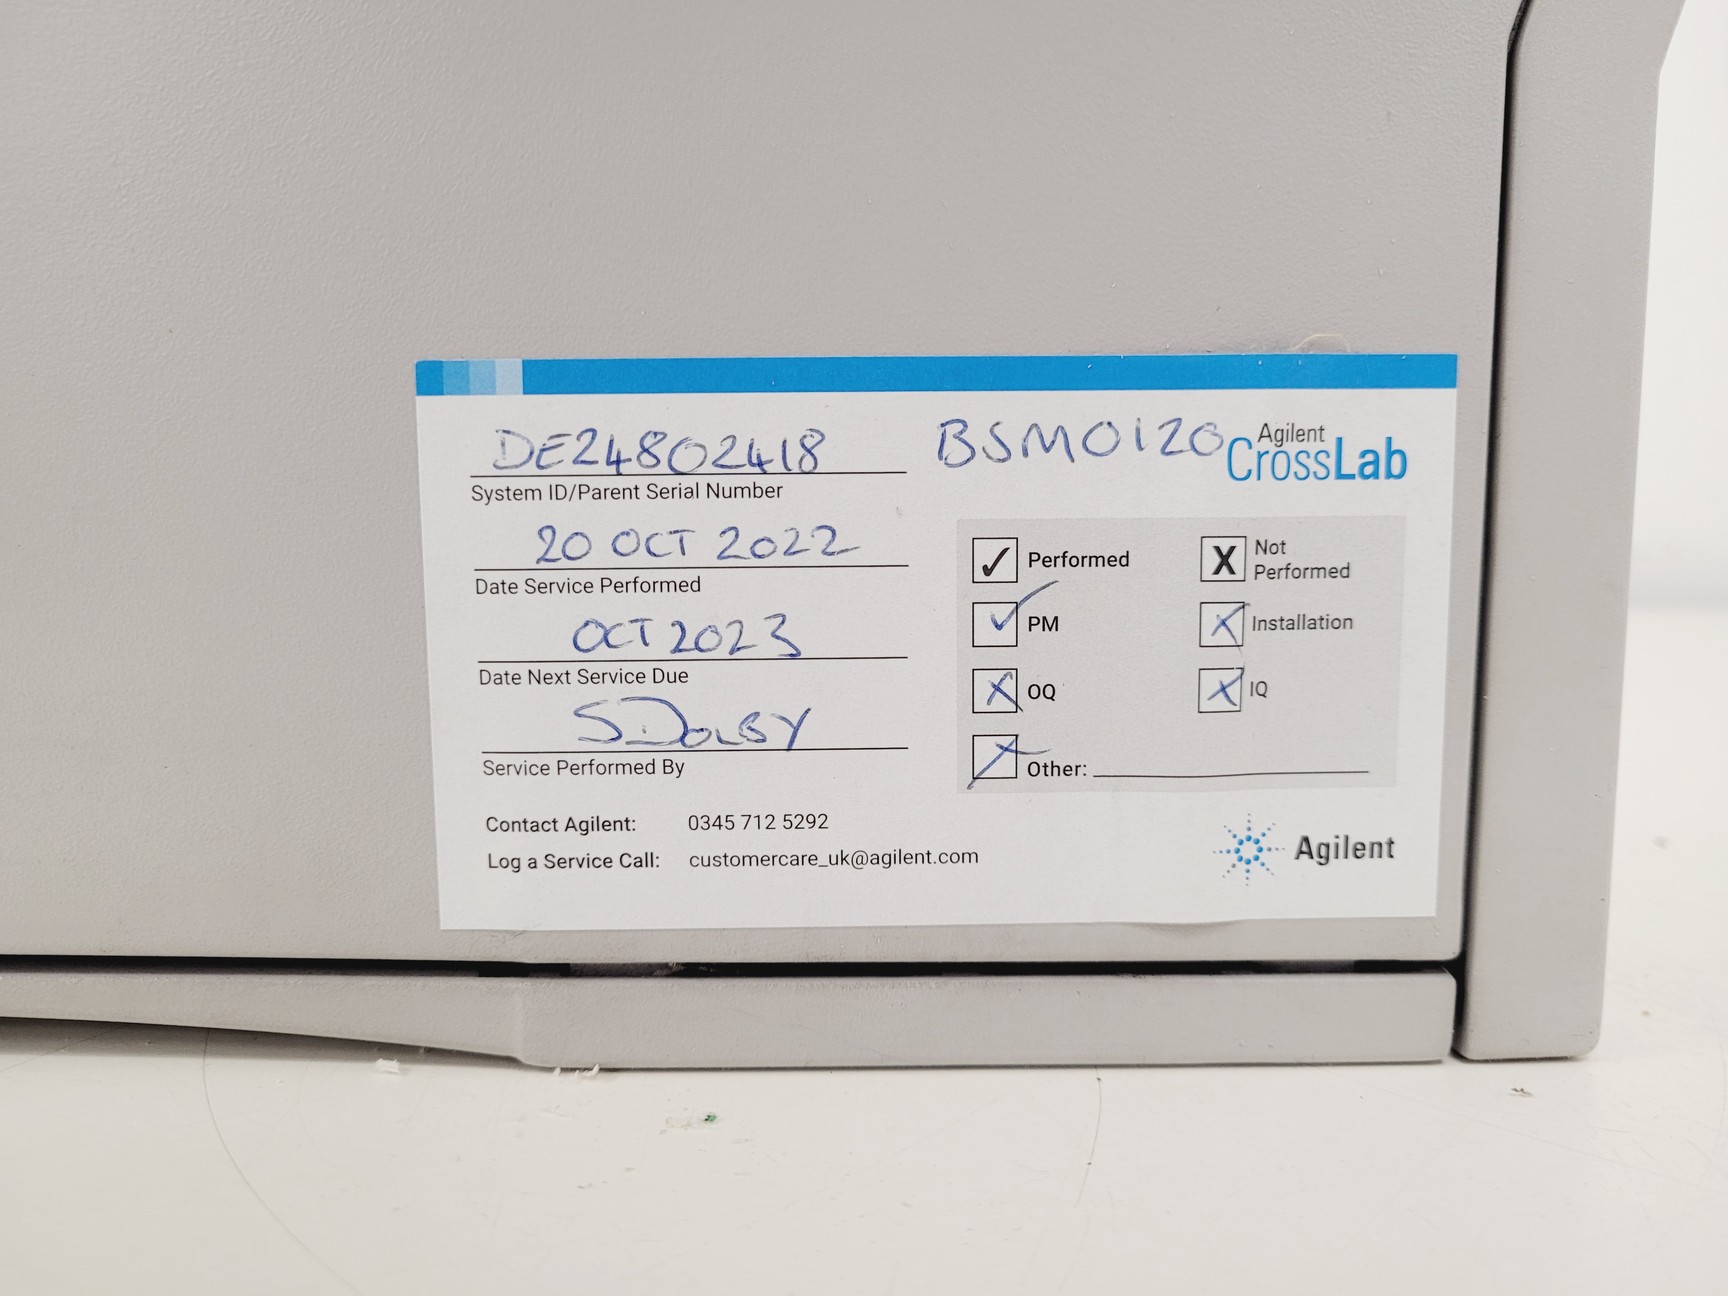 DE24802418
System ID/Parent Serial Number
20 OCT 2022
Date Service Performed
OCT 2023
Date Next Service Due
S DOLBY
Service Performed By
Contact Agilent: 0345 712 5292
Log a Service Call: customercare_uk@agilent.com
BSM0120
Agilent
CrossLab
✓ Performed
X Not
Performed
✓ PM
X Installation
X OQ
X IQ
X Other:
Agilent